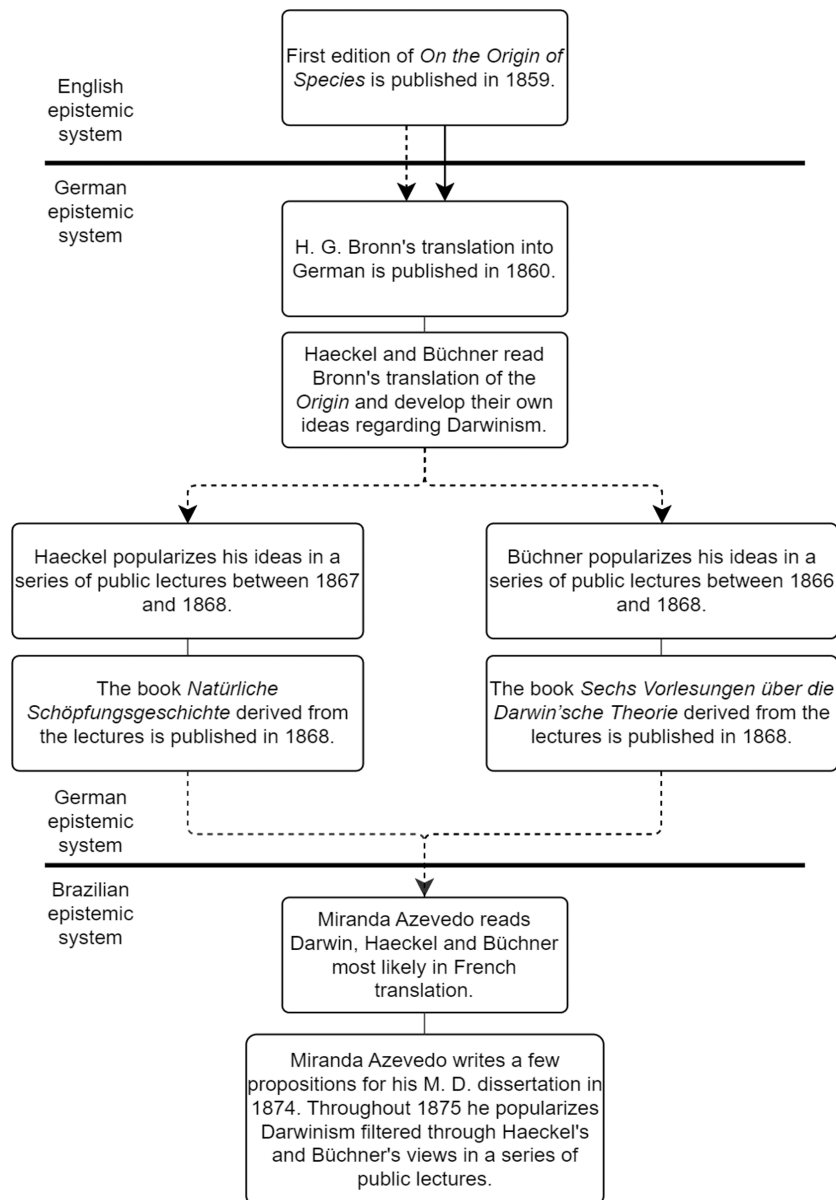 First edition of On the Origin of
Species is published in 1859.
English
epistemic
system
German
epistemic
system
H. G. Bronn's translation into
German is published in 1860.
Haeckel and Büchner read
Bronn's translation of the
Origin and develop their own
ideas regarding Darwinism.
Haeckel popularizes his ideas in a
series of public lectures between 1867
and 1868.
Büchner popularizes his ideas in a
series of public lectures between 1866
and 1868.
The book Natürliche
Schöpfungsgeschichte derived from
the lectures is published in 1868.
The book Sechs Vorlesungen über die
Darwin’sche Theorie derived from the
lectures is published in 1868.
German
epistemic
system
Brazilian
epistemic
system
Miranda Azevedo reads
Darwin, Haeckel and Büchner
most likely in French
translation.
Miranda Azevedo writes a few
propositions for his M. D. dissertation in
1874. Throughout 1875 he popularizes
Darwinism filtered through Haeckel's
and Büchner's views in a series of
public lectures.